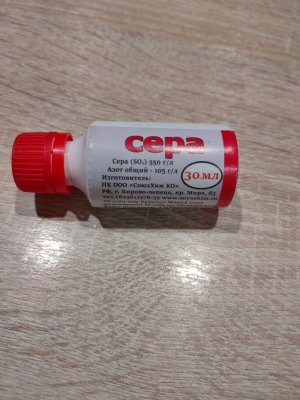 сера
Сера (SO₃) 550 г/л
Азот общий - 105 г/л
Изготовитель:
ПК ООО «СоюзХим КО»
РФ, г. Кирово-чепецк, пр. Мира, 63
30 мл